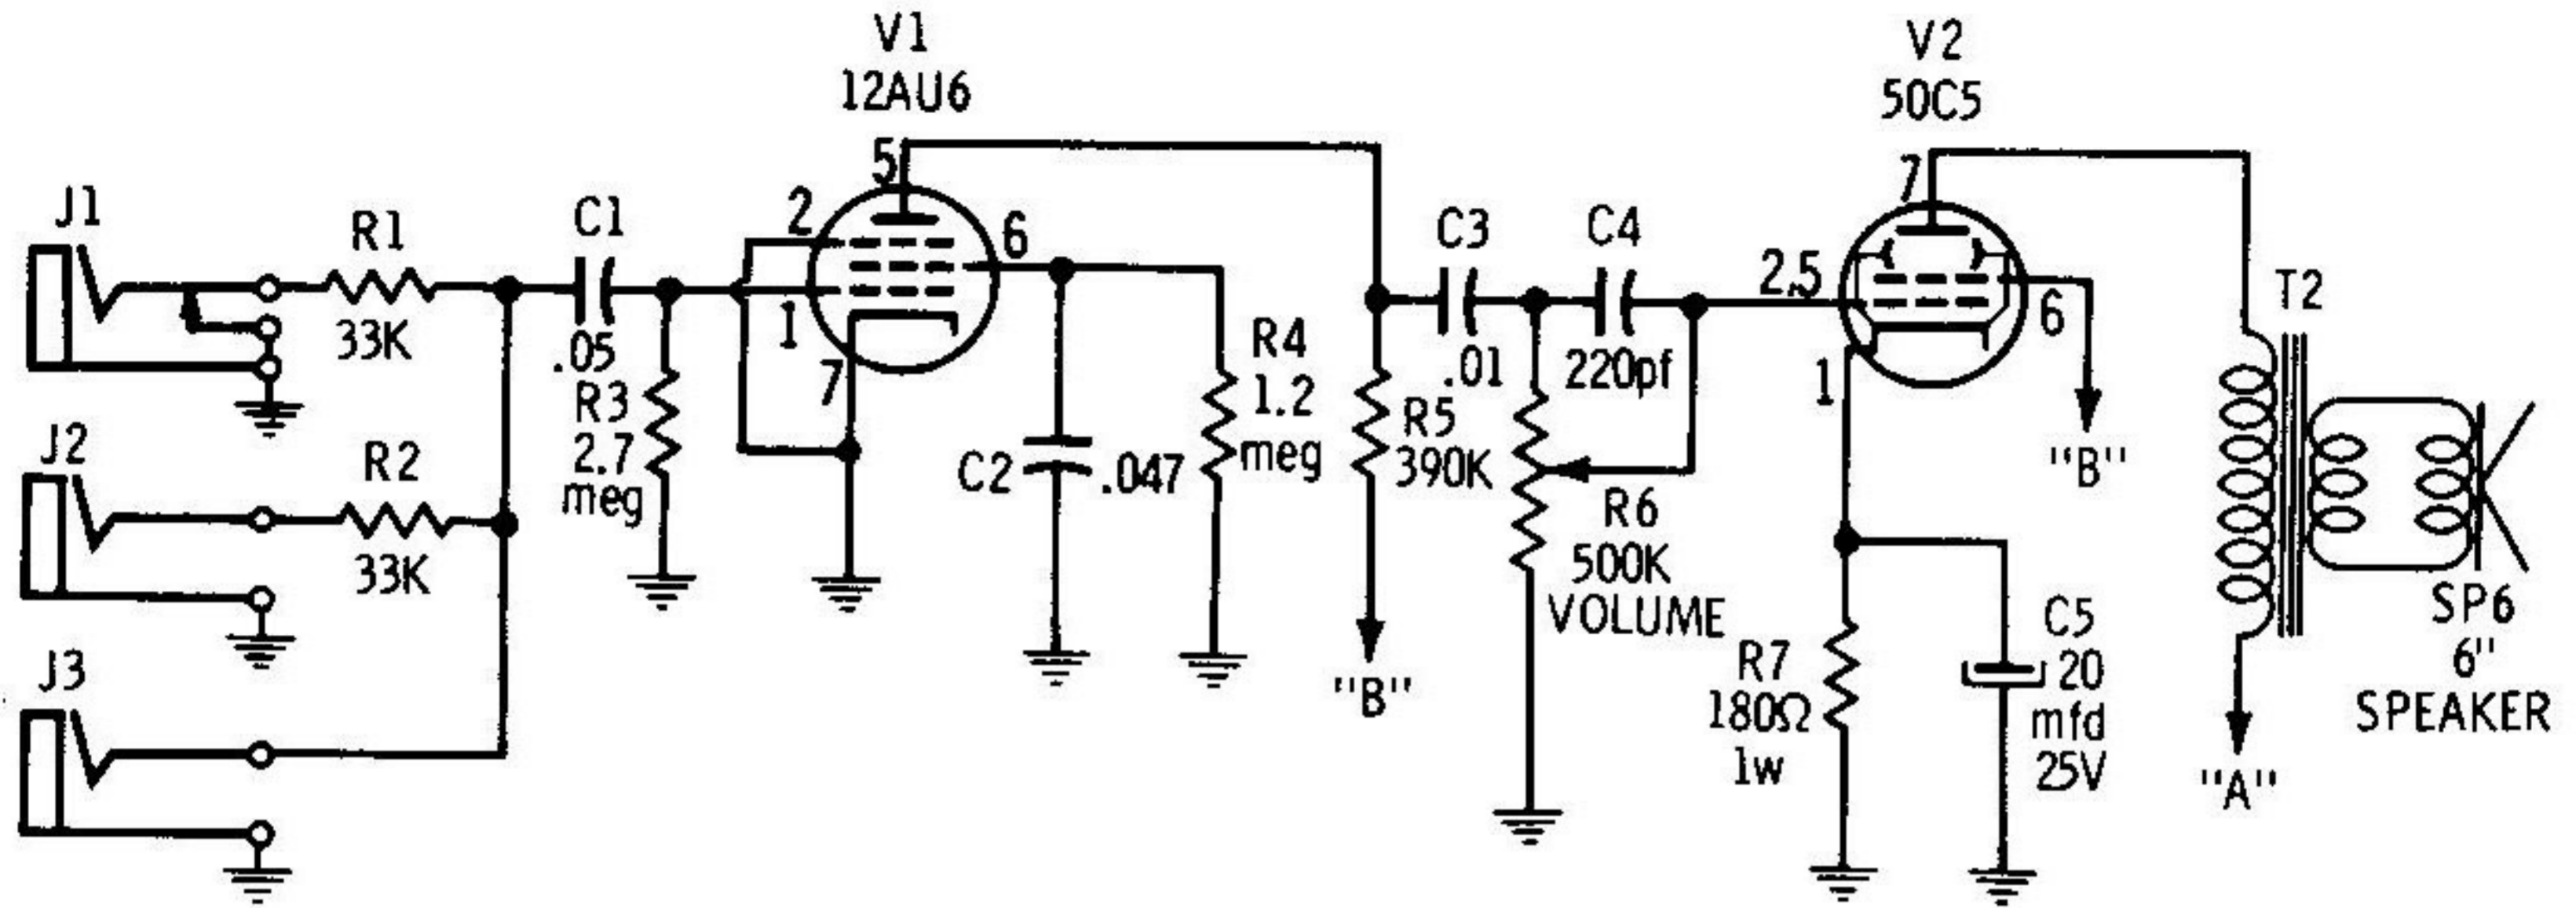 V1
12AU6
V2
50C5
J1
R1
33K
C1
.05
2
5
6
1
7
R3
2.7
meg
J2
R2
33K
J3
C2
.047
R4
1.2
meg
C3
.01
C4
220pf
R5
390K
"B"
R6
500K
VOLUME
2.5
7
6
1
"B"
R7
180Ω
1w
C5
20
mfd
25V
T2
"A"
SP6
6"
SPEAKER